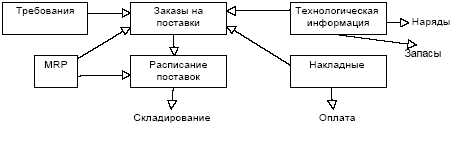 Требования
Заказы на
поставки
Технологическая
информация
Наряды
Запасы
MRP
Расписание
поставок
Накладные
Складирование
Оплата